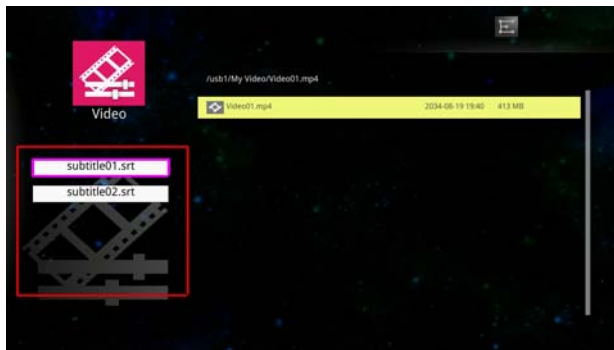 /usb1/My Video/Video01.mp4
Video
Video01.mp4 2034-08-19 19:40 413 MB
subtitle01.srt
subtitle02.srt